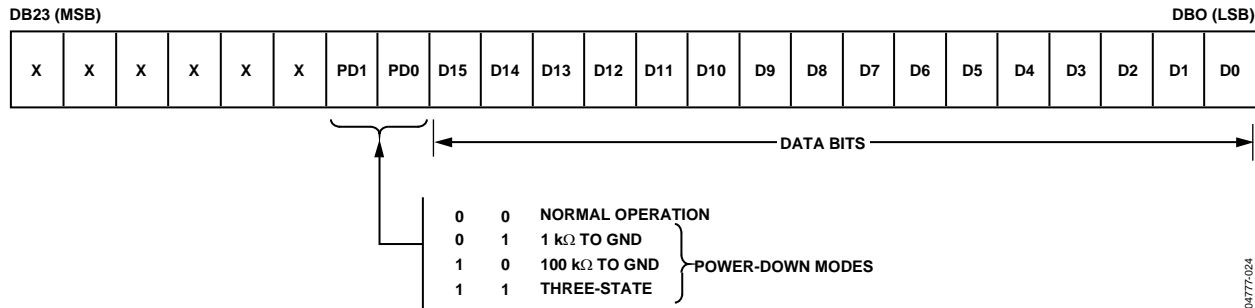 DB23 (MSB) DBO (LSB)
X X X X X X PD1 PD0 D15 D14 D13 D12 D11 D10 D9 D8 D7 D6 D5 D4 D3 D2 D1 D0
DATA BITS
0 0 NORMAL OPERATION
0 1 1 kΩ TO GND
1 0 100 kΩ TO GND
1 1 THREE-STATE
POWER-DOWN MODES
04777-024